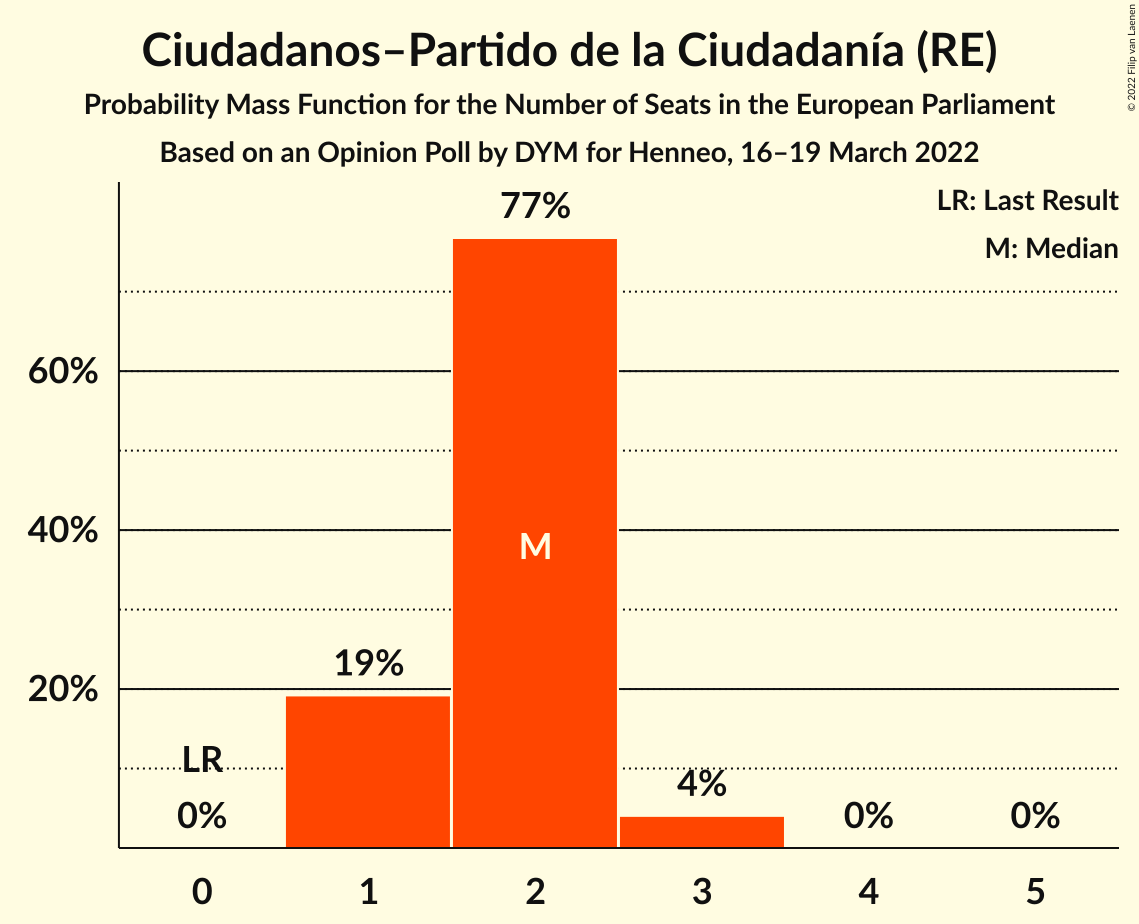 Ciudadanos–Partido de la Ciudadanía (RE)
Probability Mass Function for the Number of Seats in the European Parliament
Based on an Opinion Poll by DYM for Henneo, 16–19 March 2022
© 2022 Filip van Laenen
LR: Last Result
M: Median
77%
60%
40%
M
19%
20%
LR
4%
0%
0%
0%
0 1 2 3 4 5